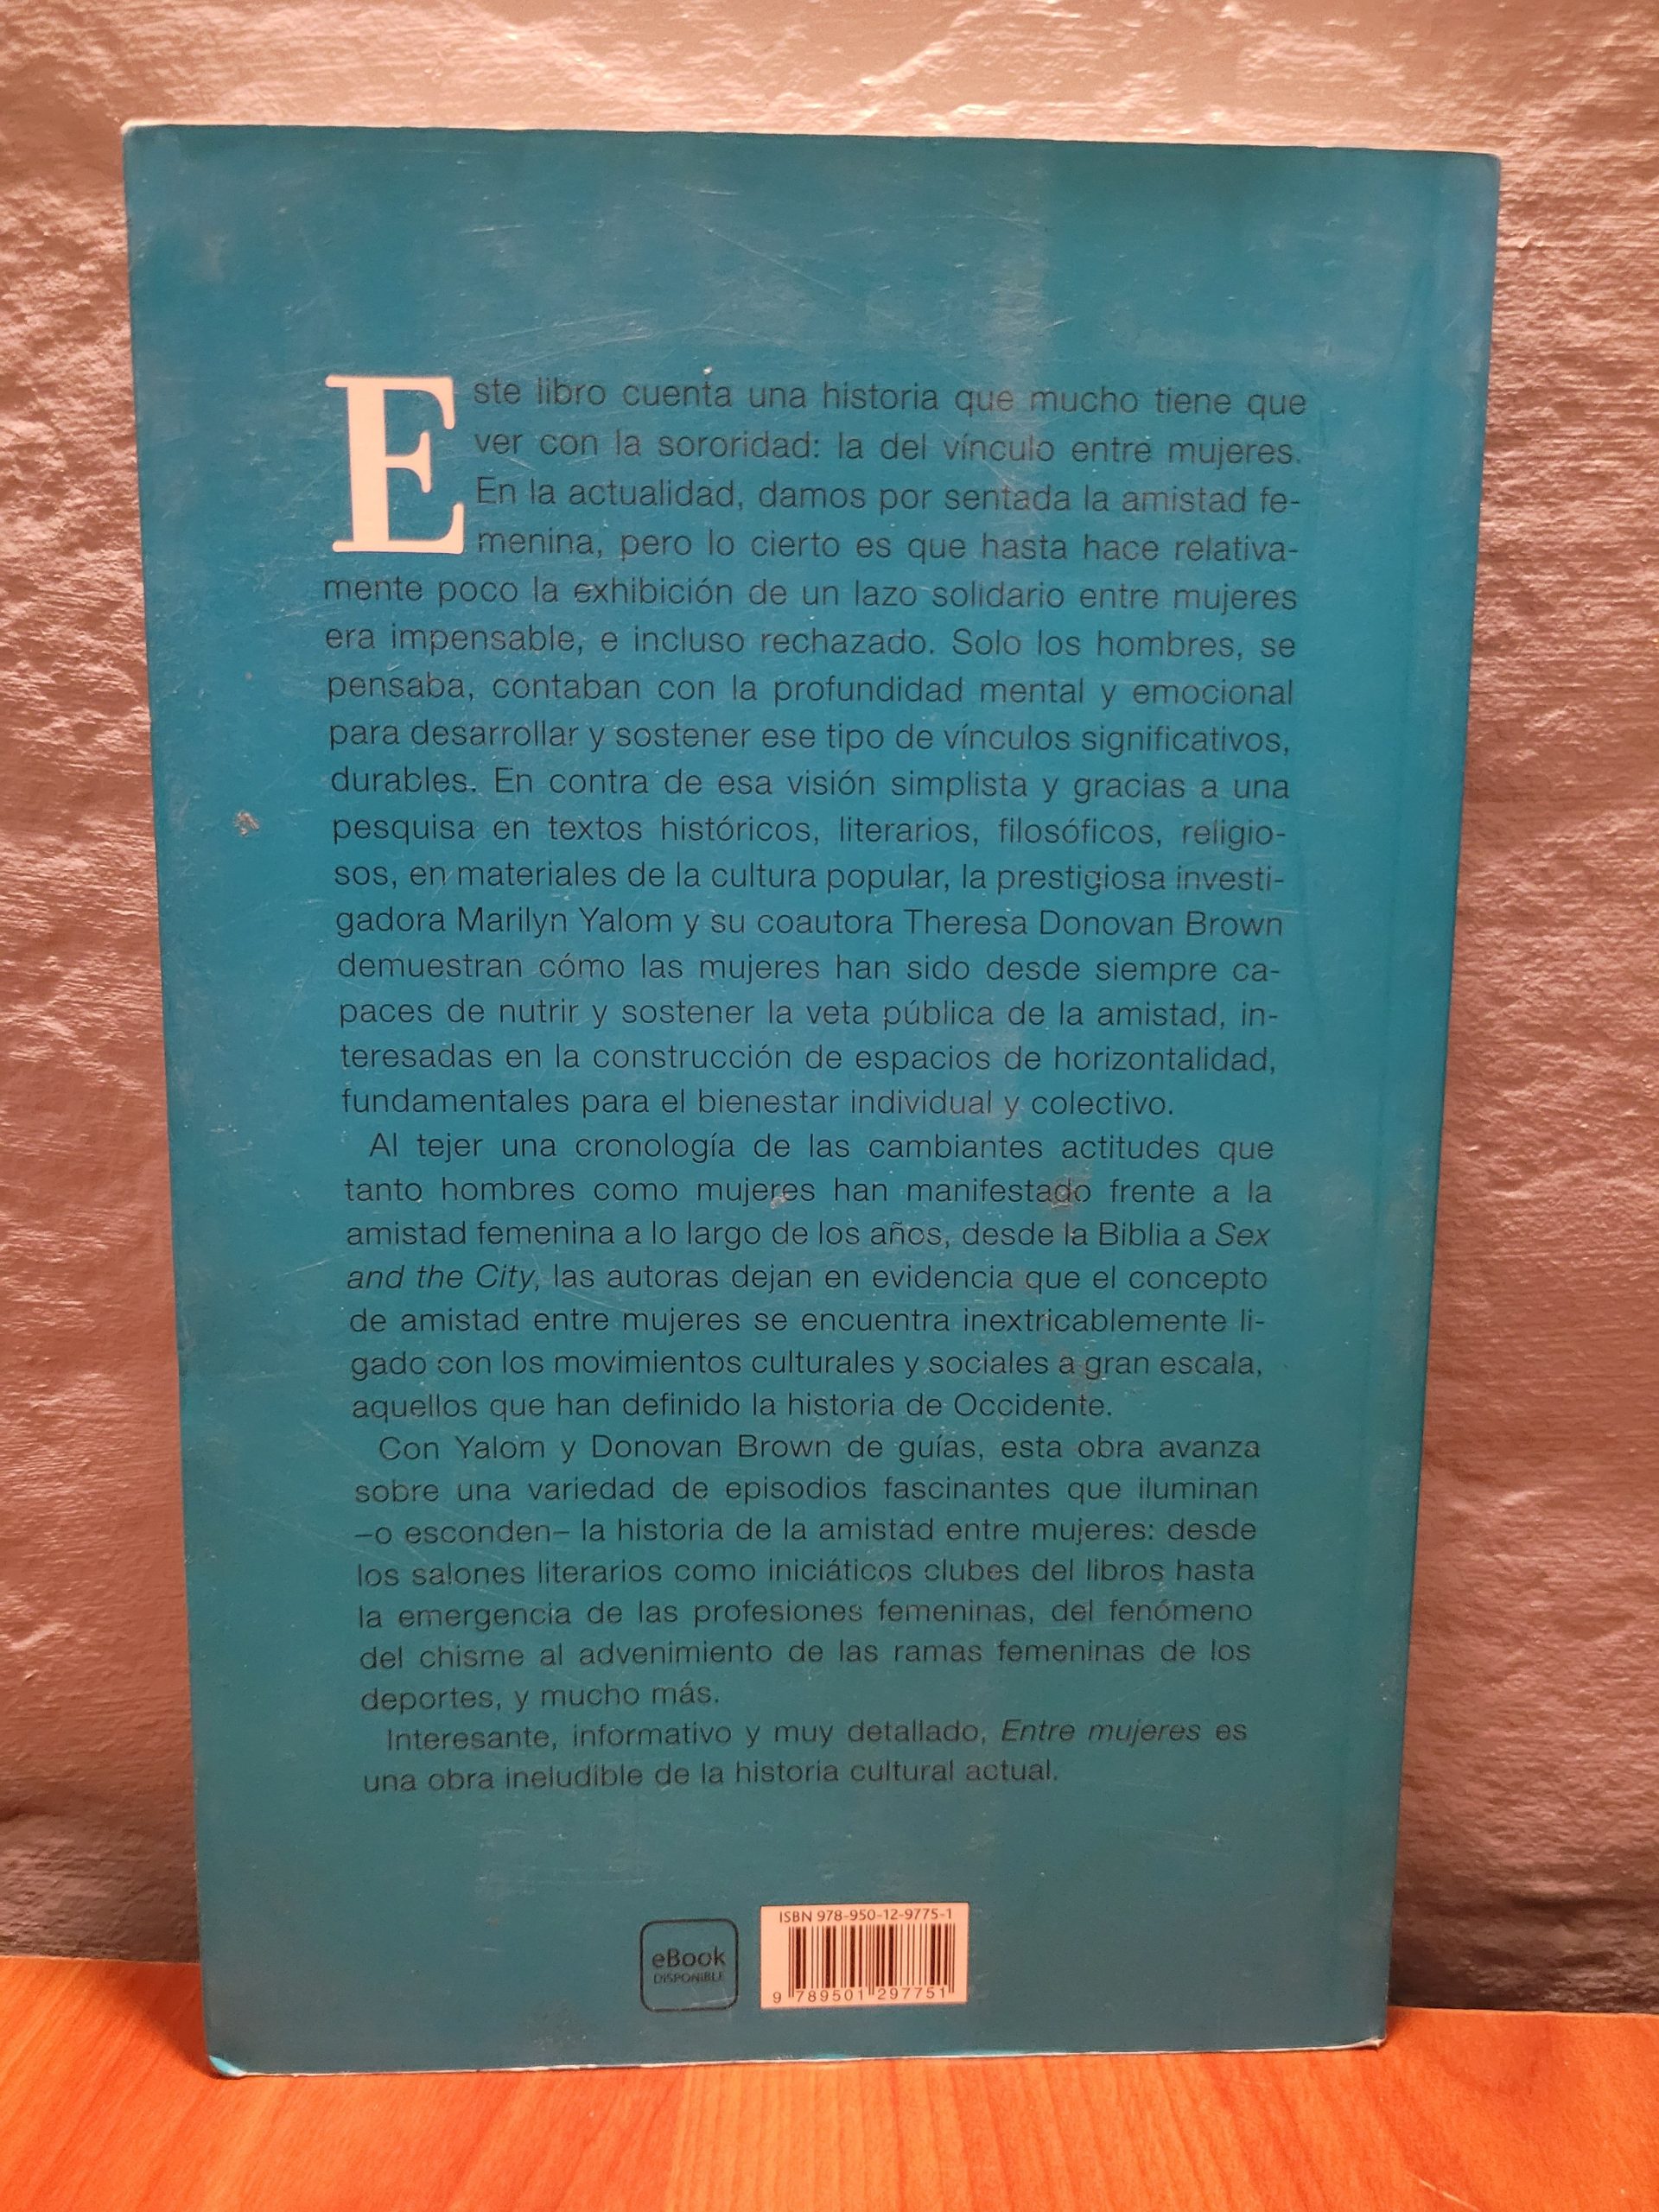 Este libro cuenta una historia que mucho tiene que
ver con la sororidad: la del vínculo entre mujeres.
En la actualidad, damos por sentada la amistad fe-
menina, pero lo cierto es que hasta hace relativa-
mente poco la exhibición de un lazo solidario entre mujeres
era impensable, e incluso rechazado. Solo los hombres, se
pensaba, contaban con la profundidad mental y emocional
para desarrollar y sostener ese tipo de vínculos significativos,
durables. En contra de esa visión simplista y gracias a una
pesquisa en textos históricos, literarios, filosóficos, religio-
sos, en materiales de la cultura popular, la prestigiosa investi-
gadora Marilyn Yalom y su coautora Theresa Donovan Brown
demuestran cómo las mujeres han sido desde siempre ca-
paces de nutrir y sostener la veta pública de la amistad, in-
teresadas en la construcción de espacios de horizontalidad,
fundamentales para el bienestar individual y colectivo.
Al tejer una cronología de las cambiantes actitudes que
tanto hombres como mujeres han manifestado frente a la
amistad femenina a lo largo de los años, desde la Biblia a Sex
and the City, las autoras dejan en evidencia que el concepto
de amistad entre mujeres se encuentra inextricablemente li-
gado con los movimientos culturales y sociales a gran escala,
aquellos que han definido la historia de Occidente.
Con Yalom y Donovan Brown de guías, esta obra avanza
sobre una variedad de episodios fascinantes que iluminan
–o esconden– la historia de la amistad entre mujeres: desde
los salones literarios como iniciáticos clubes del libros hasta
la emergencia de las profesiones femeninas, del fenómeno
del chisme al advenimiento de las ramas femeninas de los
deportes, y mucho más.
Interesante, informativo y muy detallado, Entre mujeres es
una obra ineludible de la historia cultural actual.
eBook
DISPONIBLE
ISBN 978-950-12-9775-1
9 789501 297751